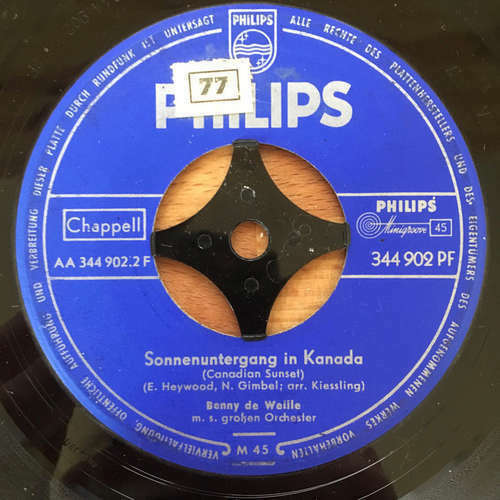 PHILIPS
77
PHILIPS
Chappell
AA 344 902.2 F
PHILIPS
Minigroove 45
344 902 PF
Sonnenuntergang in Kanada
(Canadian Sunset)
(E. Heywood, N. Gimbel; arr. Kiessling)
Benny de Weille
m. s. großen Orchester
M 45
ALLE RECHTE DES PLATTENHERSTELLERS UND DES EIGENTÜMERS DES AUFGENOMMENEN WERKES VORBEHALTEN
VERVIELFÄLTIGUNG, ÖFFENTLICHE AUFFÜHRUNG UND VERBREITUNG DIESER PLATTE DURCH RUNDFUNK IST UNTERSAGT